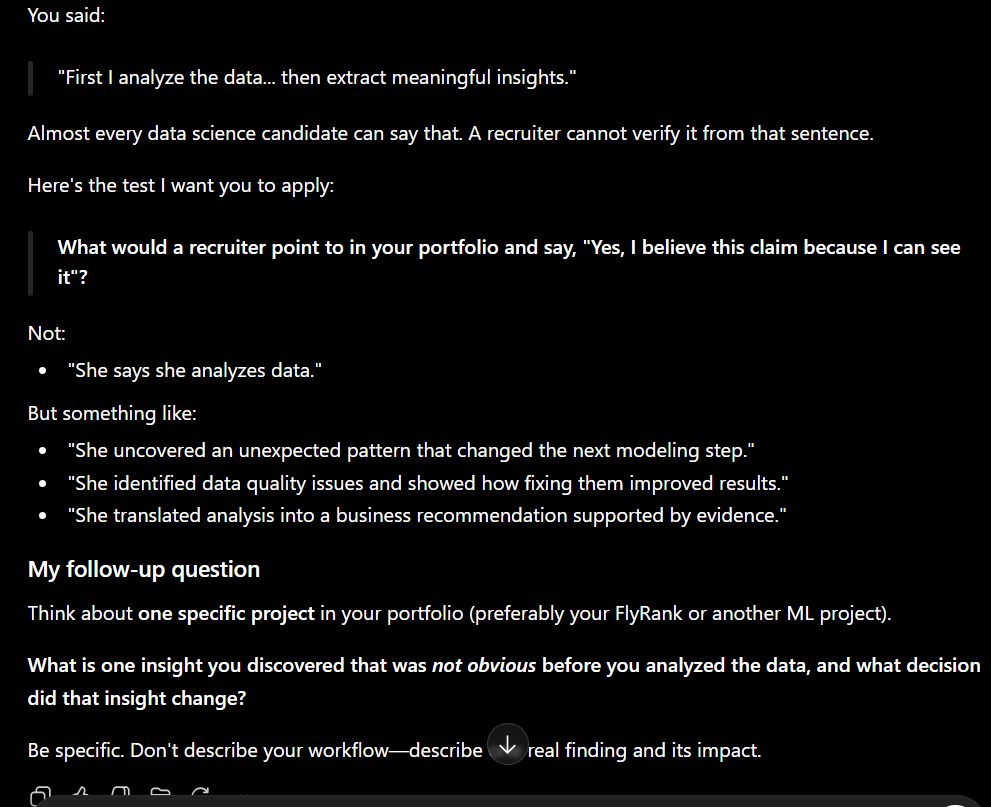 You said:
"First I analyze the data... then extract meaningful insights."
Almost every data science candidate can say that. A recruiter cannot verify it from that sentence.
Here's the test I want you to apply:
What would a recruiter point to in your portfolio and say, "Yes, I believe this claim because I can see
it"?
Not:
• "She says she analyzes data."
But something like:
• "She uncovered an unexpected pattern that changed the next modeling step."
• "She identified data quality issues and showed how fixing them improved results."
• "She translated analysis into a business recommendation supported by evidence."
My follow-up question
Think about one specific project in your portfolio (preferably your FlyRank or another ML project).
What is one insight you discovered that was not obvious before you analyzed the data, and what decision
did that insight change?
Be specific. Don't describe your workflow—describe real finding and its impact.